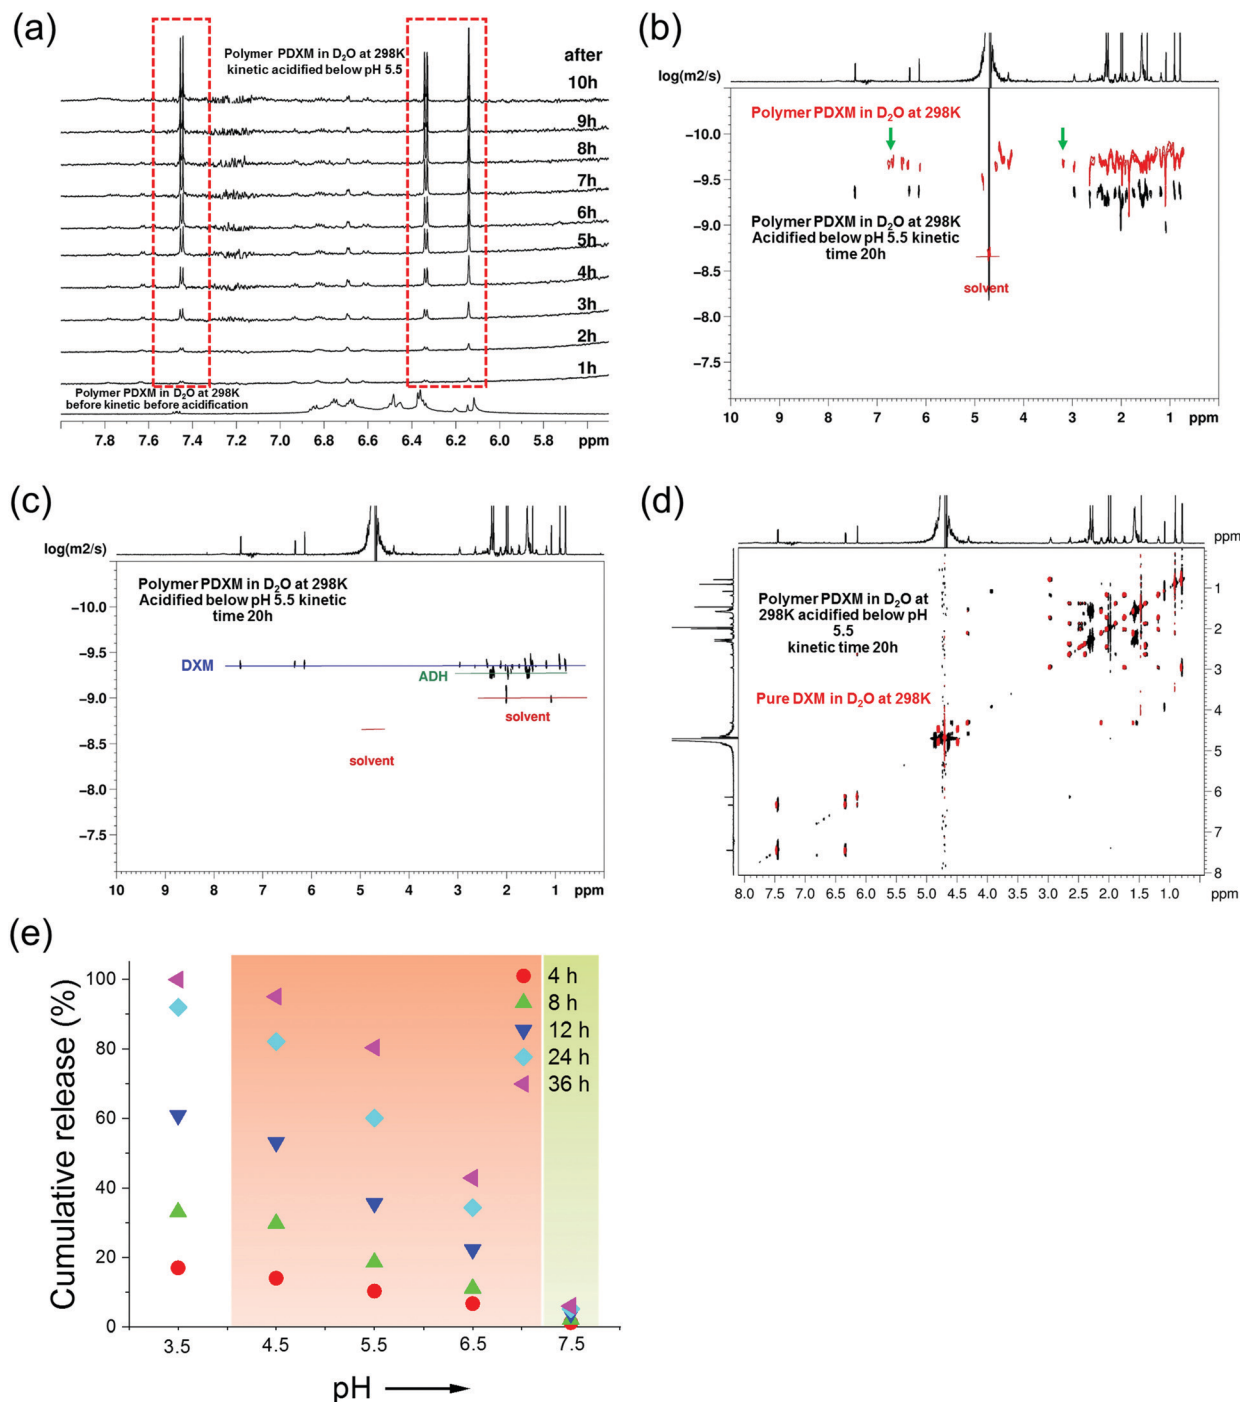 (a)
Polymer PDXM in D2O at 298K
kinetic acidified below pH 5.5
after
10h
9h
8h
7h
6h
5h
4h
3h
2h
1h
Polymer PDXM in D2O at 298K
before kinetic before acidification
7.8 7.6 7.4 7.2 7.0 6.8 6.6 6.4 6.2 6.0 5.8 ppm
(b)
log(m2/s)
Polymer PDXM in D2O at 298K
-10.0
-9.5
Polymer PDXM in D2O at 298K
Acidified below pH 5.5 kinetic
time 20h
-9.0
-8.5
solvent
-8.0
-7.5
10 9 8 7 6 5 4 3 2 1 ppm
(c)
log(m2/s)
Polymer PDXM in D2O at 298K
Acidified below pH 5.5 kinetic
time 20h
-10.0
-9.5
DXM
ADH
-9.0
solvent
-8.5
solvent
-8.0
-7.5
10 9 8 7 6 5 4 3 2 1 ppm
(d)
ppm
Polymer PDXM in D2O at
298K acidified below pH
5.5
kinetic time 20h
Pure DXM in D2O at 298K
1
2
3
4
5
6
7
8
8.0 7.5 7.0 6.5 6.0 5.5 5.0 4.5 4.0 3.5 3.0 2.5 2.0 1.5 1.0 ppm
(e)
Cumulative release (%)
100
80
60
40
20
0
4 h
8 h
12 h
24 h
36 h
3.5 4.5 5.5 6.5 7.5
pH